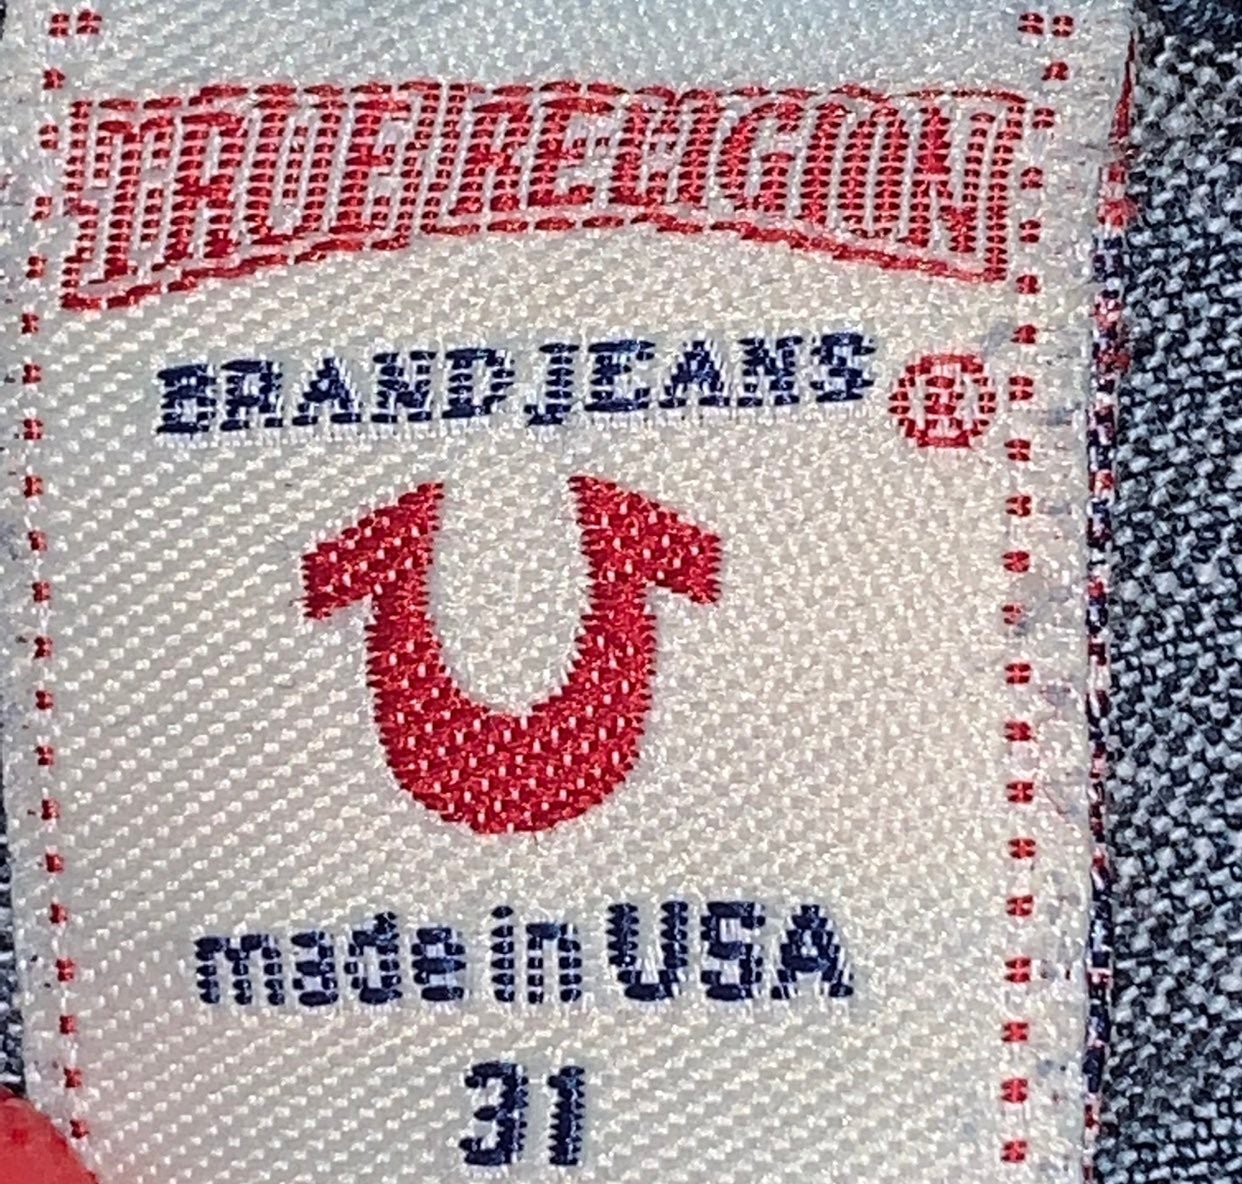 TRUE RELIGION
BRAND JEANS ®
made in USA
31